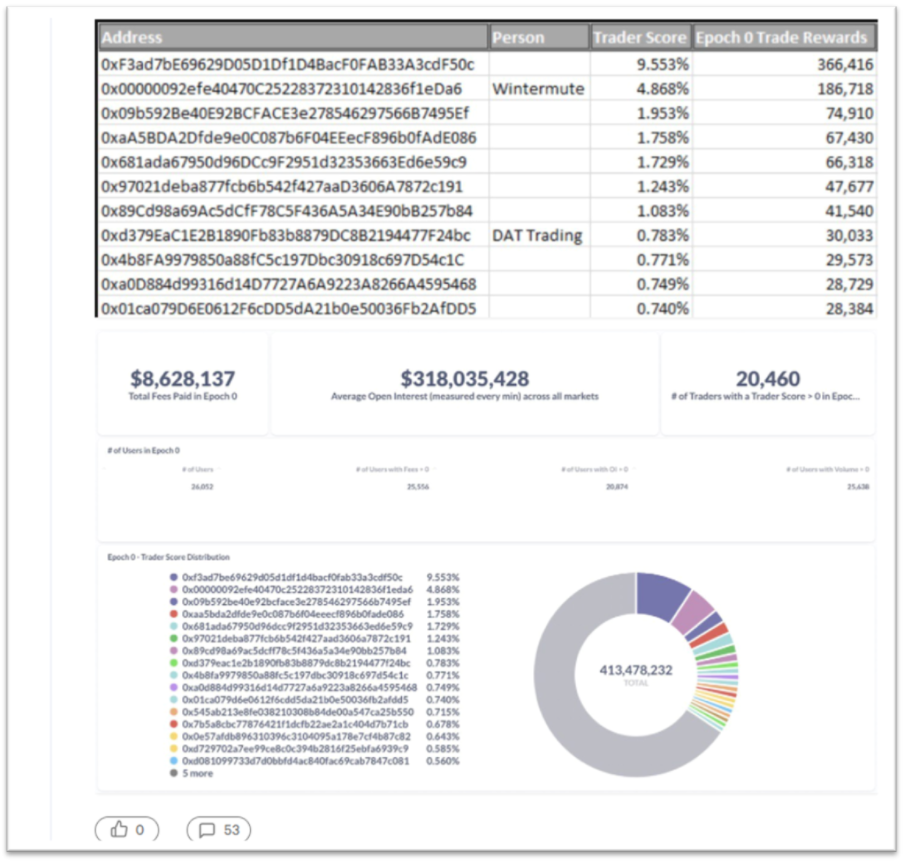 Address Person Trader Score Epoch 0 Trade Rewards
0xF3ad7bE69629D05D1Df1D4BacF0FAB33A3cdF50c 9.553% 366,416
0x00000092efe40470C25228372310142836f1eDa6 Wintermute 4.868% 186,718
0x09b592Be40E92BCFACE3e278546297566B7495Ef 1.953% 74,910
0xaA5BDA2Dfde9e0C087b6F04EEecF896b0fAdE086 1.758% 67,430
0x681ada67950d96DCc9F2951d32353663Ed6e59c9 1.729% 66,318
0x97021deba877fcb6b542f427aaD3606A7872c191 1.243% 47,677
0x89Cd98a69Ac5dCfF78C5F436A5A34E90bB257b84 1.083% 41,540
0xd379EaC1E2B1890Fb83b8879DC8B2194477F24bc DAT Trading 0.783% 30,033
0x4b8FA9979850a88fC5c197Dbc30918c697D54c1C 0.771% 29,573
0xa0D884d99316d14D7727A6A9223A8266A4595468 0.749% 28,729
0x01ca079D6E0612F6cDD5dA21b0e50036Fb2AfDD5 0.740% 28,384
$8,628,137 $318,035,428 20,460
Total Fees Paid in Epoch 0 Average Open Interest (measured every min) across all markets # of Traders with a Trader Score > 0 in Epoc...
# of Users in Epoch 0
# of Users # of Users with Fees > 0 # of Users with OI > 0 # of Users with Volume > 0
26,052 25,556 20,874 25,638
Epoch 0 - Trader Score Distribution
0xf3ad7be69629d05d1df1d4bacf0fab33a3cdf50c 9.553%
0x00000092efe40470c25228372310142836f1eda6 4.868%
0x09b592be40e92bcface3e278546297566b7495ef 1.953%
0xaa5bda2dfde9e0c087b6f04eeecf896b0fade086 1.758%
0x681ada67950d96dcc9f2951d32353663ed6e59c9 1.729%
0x97021deba877fcb6b542f427aad3606a7872c191 1.243%
0x89cd98a69ac5dcff78c5f436a5a34e90bb257b84 1.083%
0xd379eac1e2b1890fb83b8879dc8b2194477f24bc 0.783%
0x4b8fa9979850a88fc5c197dbc30918c697d54c1c 0.771%
0xa0d884d99316d14d7727a6a9223a8266a4595468 0.749%
0x01ca079d6e0612f6cdd5da21b0e50036fb2afdd5 0.740%
0x545ab213e8fe038210308b84de00a547ca25b550 0.715%
0x7b5a8cbc77876421f1dcfb22ae2a1c404d7b71cb 0.678%
0x0e57afdb896310396c3104095a178e7cf4b87c82 0.643%
0xd729702a7ee99ce8c0c394b2816f25ebfa6939c9 0.585%
0xd081099733d7d0bbfd4ac840fac69cab7847c081 0.560%
5 more
413,478,232
TOTAL
0 53